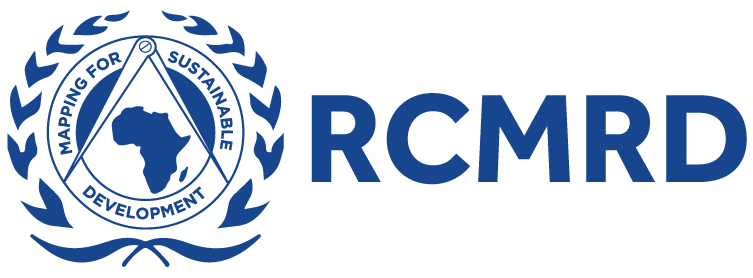 MAPPING FOR
SUSTAINABLE
DEVELOPMENT
RCMRD